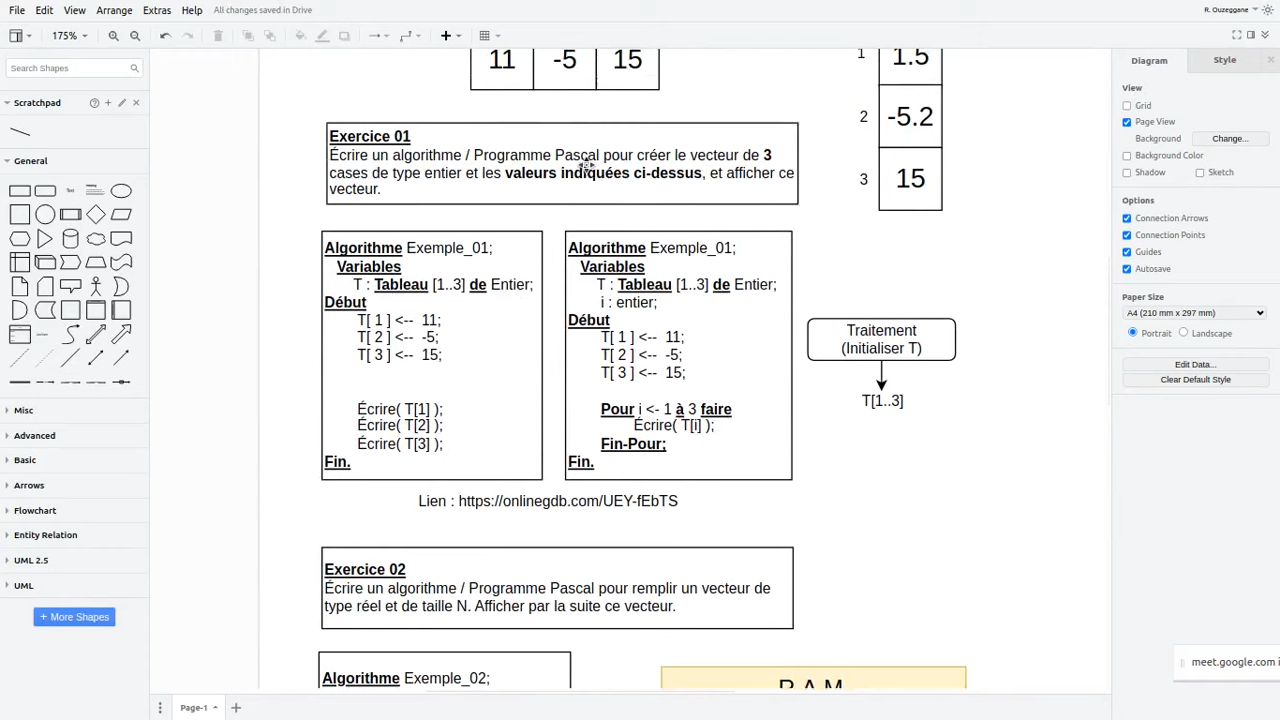 File Edit View Arrange Extras Help All changes saved in Drive R. Ouzeggane
175%
Search Shapes
Scratchpad
General
Misc
Advanced
Basic
Arrows
Flowchart
Entity Relation
UML 2.5
UML
+ More Shapes
11 -5 15
1 1.5
2 -5.2
3 15
Exercice 01
Écrire un algorithme / Programme Pascal pour créer le vecteur de 3
cases de type entier et les valeurs indiquées ci-dessus, et afficher ce
vecteur.
Algorithme Exemple_01;
Variables
T : Tableau [1..3] de Entier;
Début
T[ 1 ] <-- 11;
T[ 2 ] <-- -5;
T[ 3 ] <-- 15;
Écrire( T[1] );
Écrire( T[2] );
Écrire( T[3] );
Fin.
Algorithme Exemple_01;
Variables
T : Tableau [1..3] de Entier;
i : entier;
Début
T[ 1 ] <-- 11;
T[ 2 ] <-- -5;
T[ 3 ] <-- 15;
Pour i <- 1 à 3 faire
Écrire( T[i] );
Fin-Pour;
Fin.
Traitement
(Initialiser T)
T[1..3]
Lien : https://onlinegdb.com/UEY-fEbTS
Exercice 02
Écrire un algorithme / Programme Pascal pour remplir un vecteur de
type réel et de taille N. Afficher par la suite ce vecteur.
Algorithme Exemple_02;
R A M
Diagram Style
View
Grid
Page View
Background Change...
Background Color
Shadow Sketch
Options
Connection Arrows
Connection Points
Guides
Autosave
Paper Size
A4 (210 mm x 297 mm)
Portrait Landscape
Edit Data...
Clear Default Style
meet.google.com i
Page-1